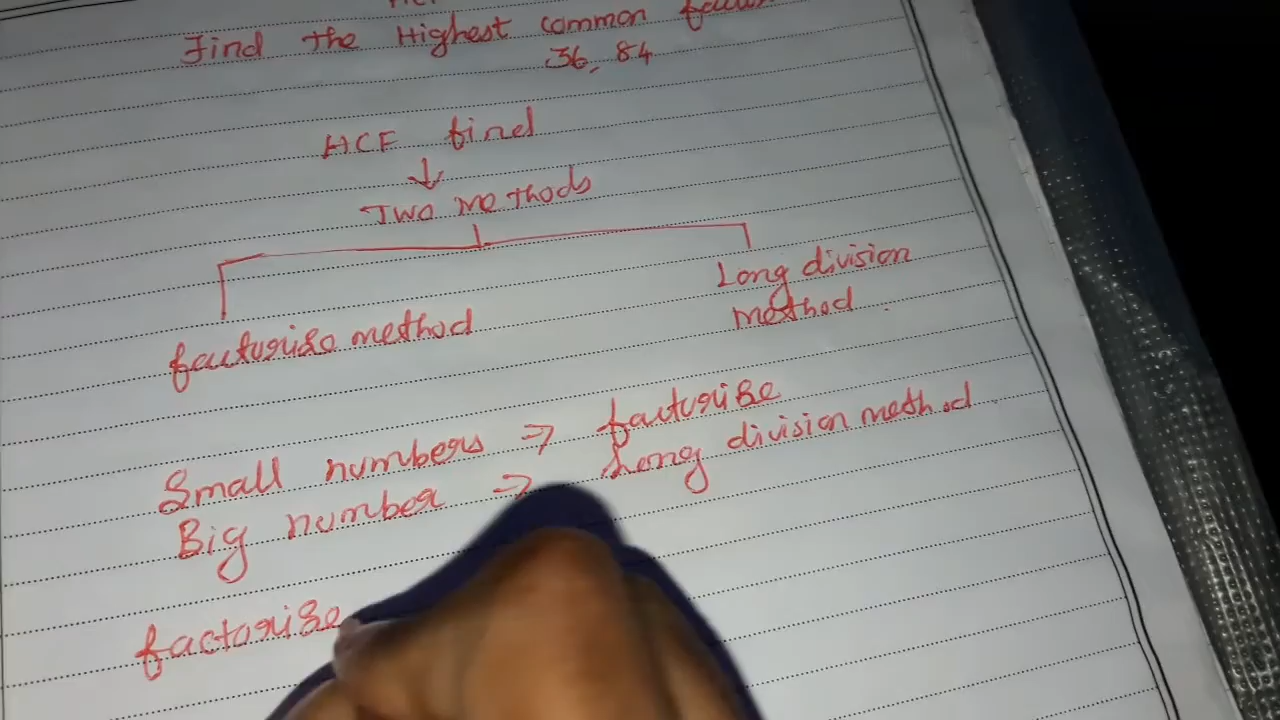 Find the Highest common
36, 84
HCF find
Two methods
factorise method
Long division
method.
Small numbers ⇒ factorise
Big number ⇒ Long division method.
factorise